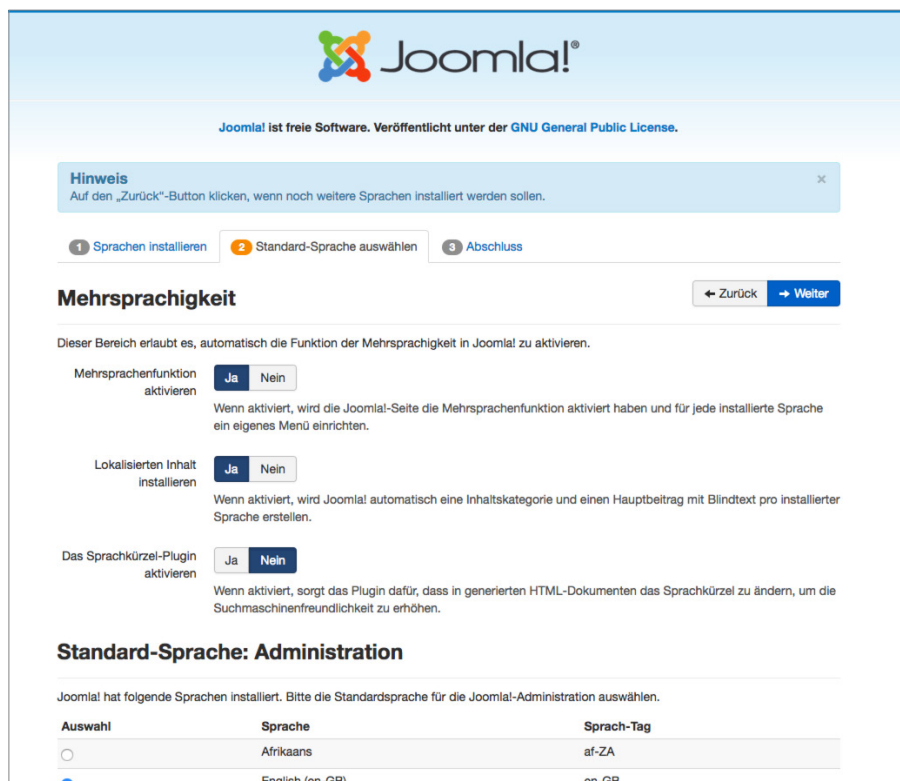 Joomla!®
Joomla! ist freie Software. Veröffentlicht unter der GNU General Public License.
Hinweis
×
Auf den „Zurück“-Button klicken, wenn noch weitere Sprachen installiert werden sollen.
1 Sprachen installieren
2 Standard-Sprache auswählen
3 Abschluss
Mehrsprachigkeit
← Zurück
→ Weiter
Dieser Bereich erlaubt es, automatisch die Funktion der Mehrsprachigkeit in Joomla! zu aktivieren.
Mehrsprachenfunktion
aktivieren
Ja Nein
Wenn aktiviert, wird die Joomla!-Seite die Mehrsprachenfunktion aktiviert haben und für jede installierte Sprache
ein eigenes Menü einrichten.
Lokalisierten Inhalt
installieren
Ja Nein
Wenn aktiviert, wird Joomla! automatisch eine Inhaltskategorie und einen Hauptbeitrag mit Blindtext pro installierter
Sprache erstellen.
Das Sprachkürzel-Plugin
aktivieren
Ja Nein
Wenn aktiviert, sorgt das Plugin dafür, dass in generierten HTML-Dokumenten das Sprachkürzel zu ändern, um die
Suchmaschinenfreundlichkeit zu erhöhen.
Standard-Sprache: Administration
Joomla! hat folgende Sprachen installiert. Bitte die Standardsprache für die Joomla!-Administration auswählen.
Auswahl Sprache Sprach-Tag
Afrikaans af-ZA
English (en-GB) en-GB